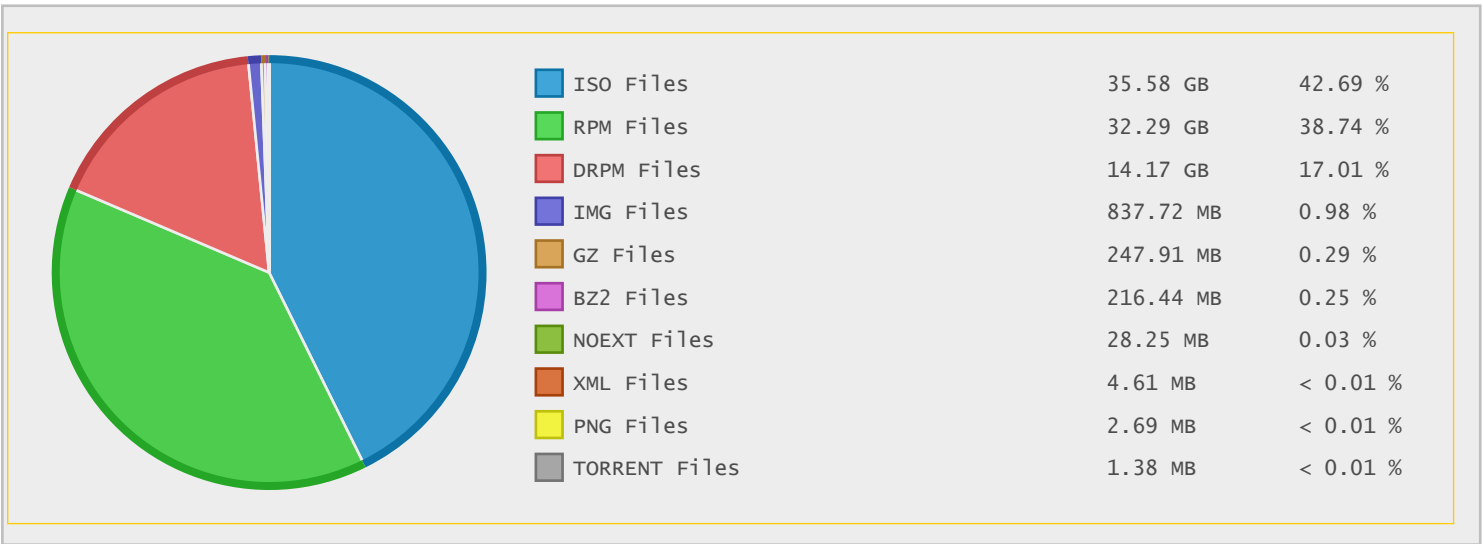 ISO Files 35.58 GB 42.69 %
RPM Files 32.29 GB 38.74 %
DRPM Files 14.17 GB 17.01 %
IMG Files 837.72 MB 0.98 %
GZ Files 247.91 MB 0.29 %
BZ2 Files 216.44 MB 0.25 %
NOEXT Files 28.25 MB 0.03 %
XML Files 4.61 MB < 0.01 %
PNG Files 2.69 MB < 0.01 %
TORRENT Files 1.38 MB < 0.01 %